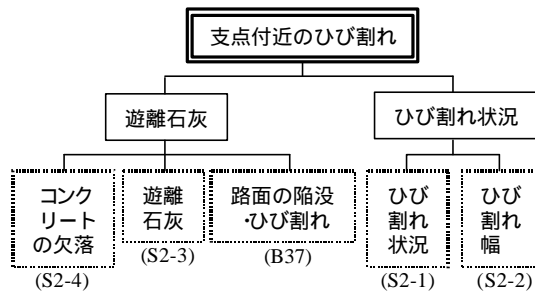 支点付近のひび割れ
遊離石灰
ひび割れ状況
コンク
リート
の欠落
(S2-4)
遊離
石灰
(S2-3)
路面の陥没
・ひび割れ
(B37)
ひび
割れ
状況
(S2-1)
ひび
割れ
幅
(S2-2)